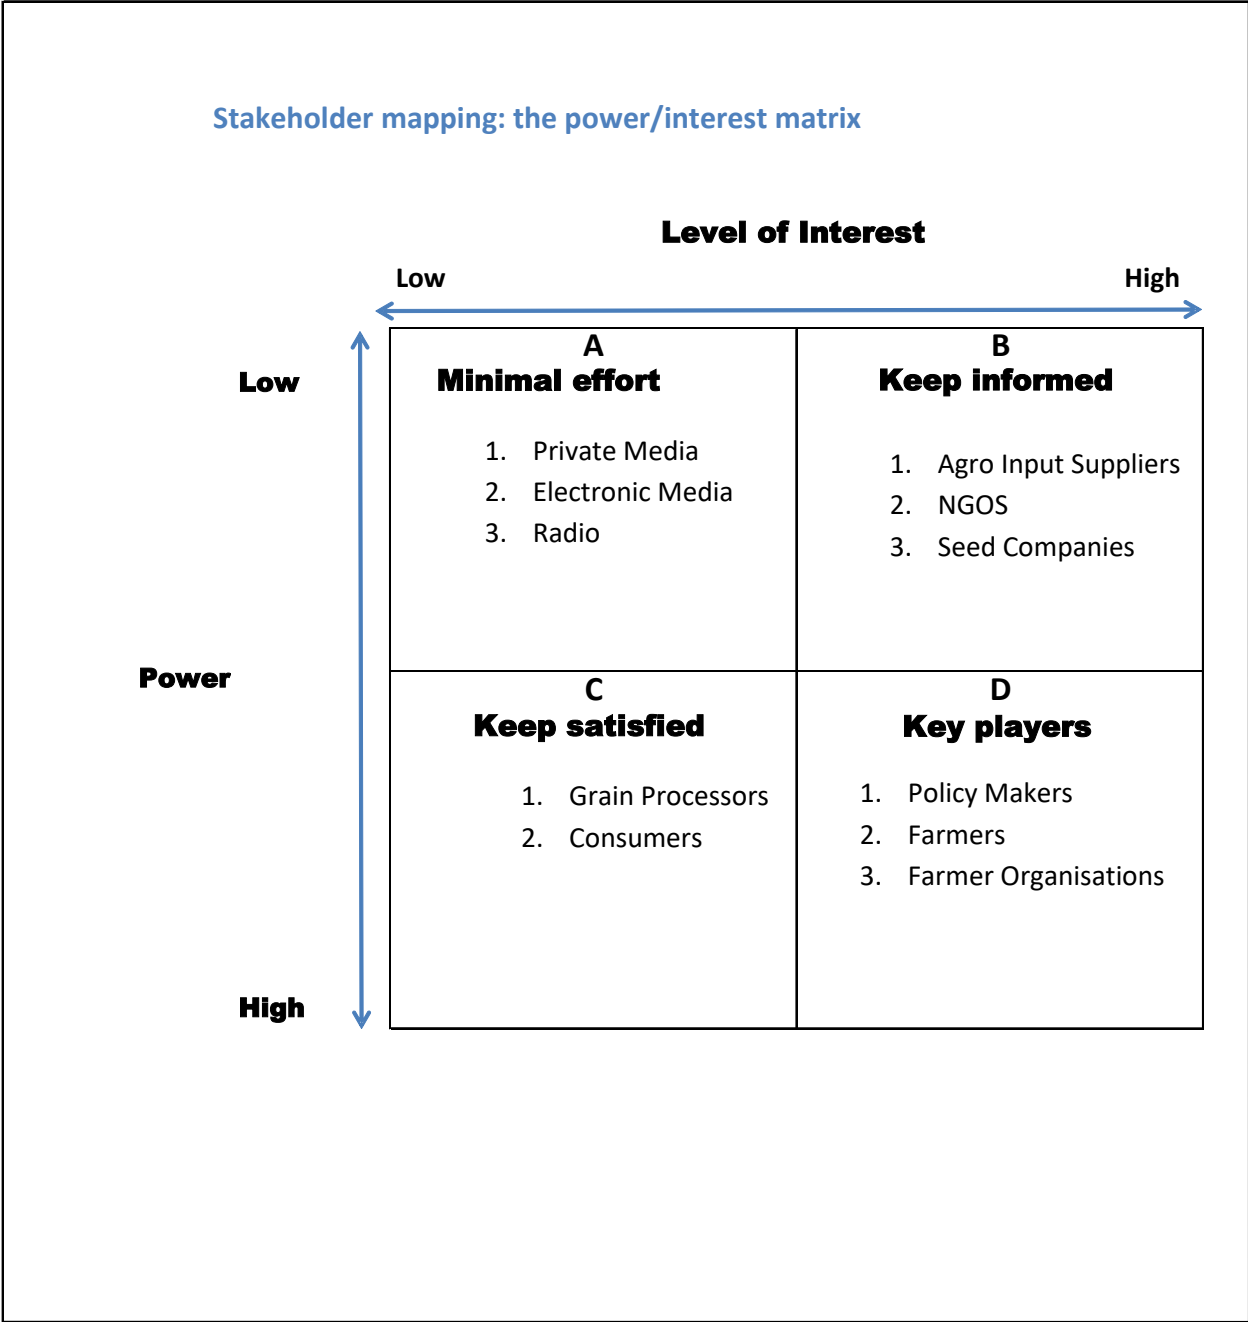 Stakeholder mapping: the power/interest matrix
Level of Interest
Low
High
Low
Power
High
A
Minimal effort
1. Private Media
2. Electronic Media
3. Radio
B
Keep informed
1. Agro Input Suppliers
2. NGOS
3. Seed Companies
C
Keep satisfied
1. Grain Processors
2. Consumers
D
Key players
1. Policy Makers
2. Farmers
3. Farmer Organisations